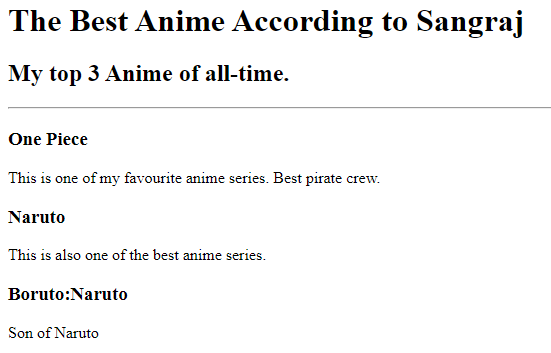 The Best Anime According to Sangraj
My top 3 Anime of all-time.
One Piece
This is one of my favourite anime series. Best pirate crew.
Naruto
This is also one of the best anime series.
Boruto:Naruto
Son of Naruto